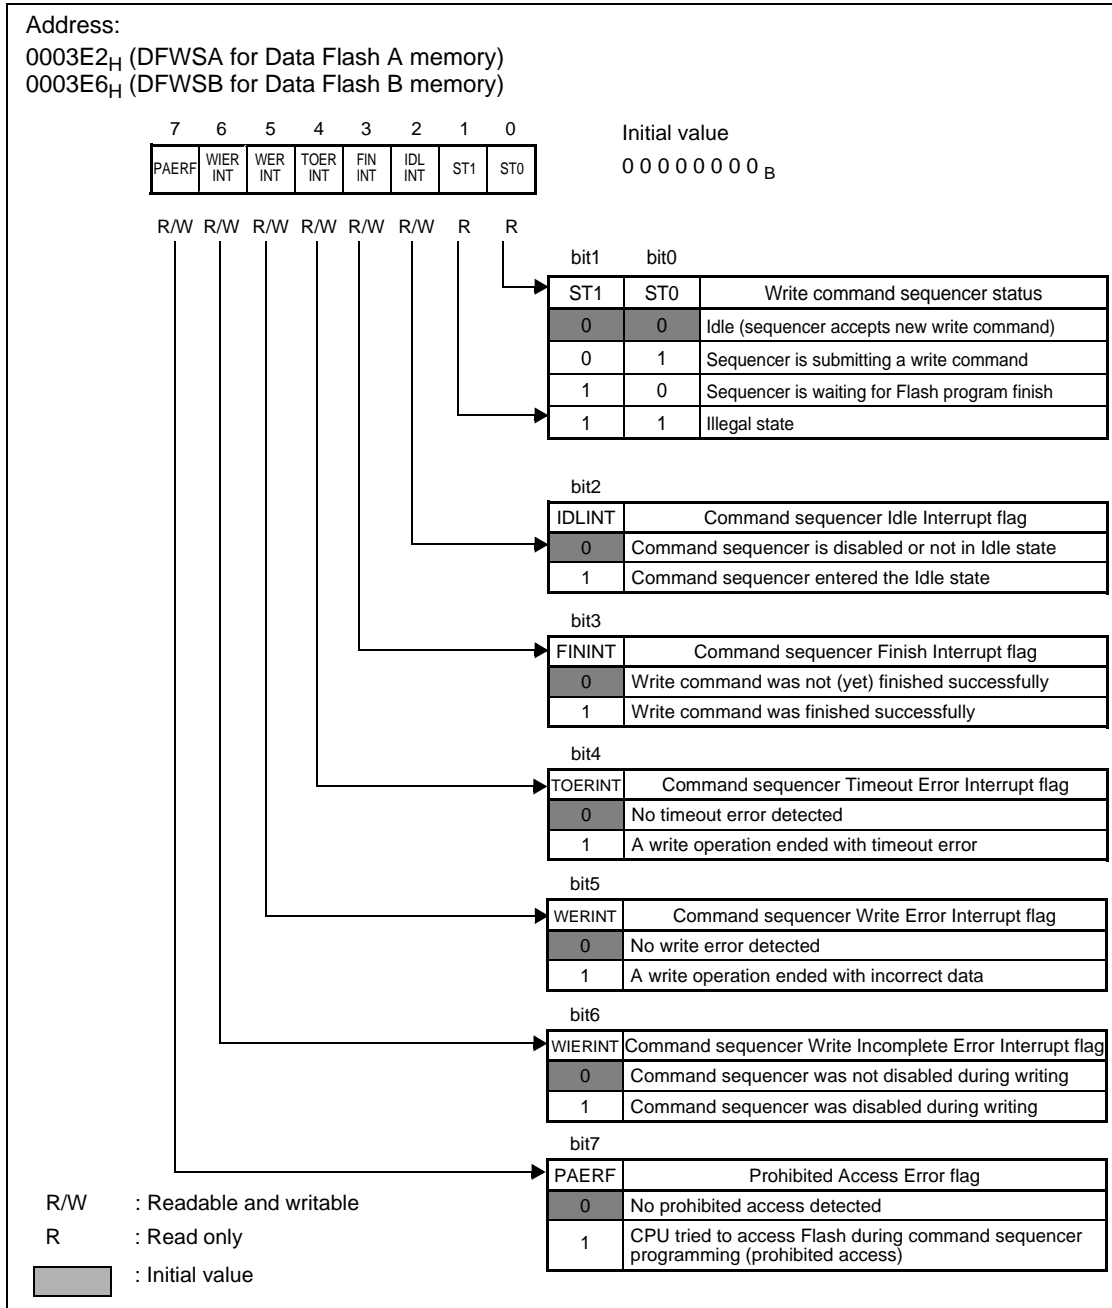 Address:
0003E2H (DFWSA for Data Flash A memory)
0003E6H (DFWSB for Data Flash B memory)
7 6 5 4 3 2 1 0
Initial value
PAERF WIER INT WER INT TOER INT FIN INT IDL INT ST1 ST0
0 0 0 0 0 0 0 0 B
R/W R/W R/W R/W R/W R/W R R
bit1 bit0
ST1 ST0 Write command sequencer status
0 0 Idle (sequencer accepts new write command)
0 1 Sequencer is submitting a write command
1 0 Sequencer is waiting for Flash program finish
1 1 Illegal state
bit2
IDLINT Command sequencer Idle Interrupt flag
0 Command sequencer is disabled or not in Idle state
1 Command sequencer entered the Idle state
bit3
FININT Command sequencer Finish Interrupt flag
0 Write command was not (yet) finished successfully
1 Write command was finished successfully
bit4
TOERINT Command sequencer Timeout Error Interrupt flag
0 No timeout error detected
1 A write operation ended with timeout error
bit5
WERINT Command sequencer Write Error Interrupt flag
0 No write error detected
1 A write operation ended with incorrect data
bit6
WIERINT Command sequencer Write Incomplete Error Interrupt flag
0 Command sequencer was not disabled during writing
1 Command sequencer was disabled during writing
bit7
PAERF Prohibited Access Error flag
0 No prohibited access detected
1 CPU tried to access Flash during command sequencer
programming (prohibited access)
R/W : Readable and writable
R : Read only
: Initial value